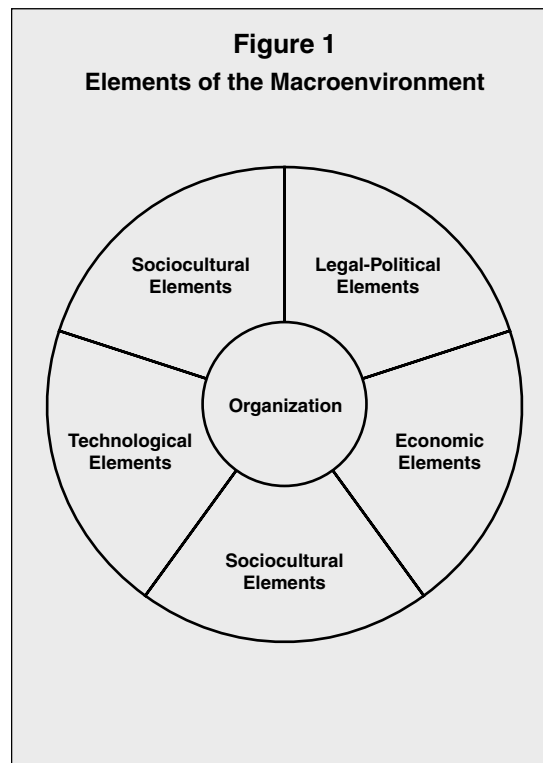 Figure 1
Elements of the Macroenvironment
Sociocultural
Elements
Legal-Political
Elements
Organization
Technological
Elements
Economic
Elements
Sociocultural
Elements